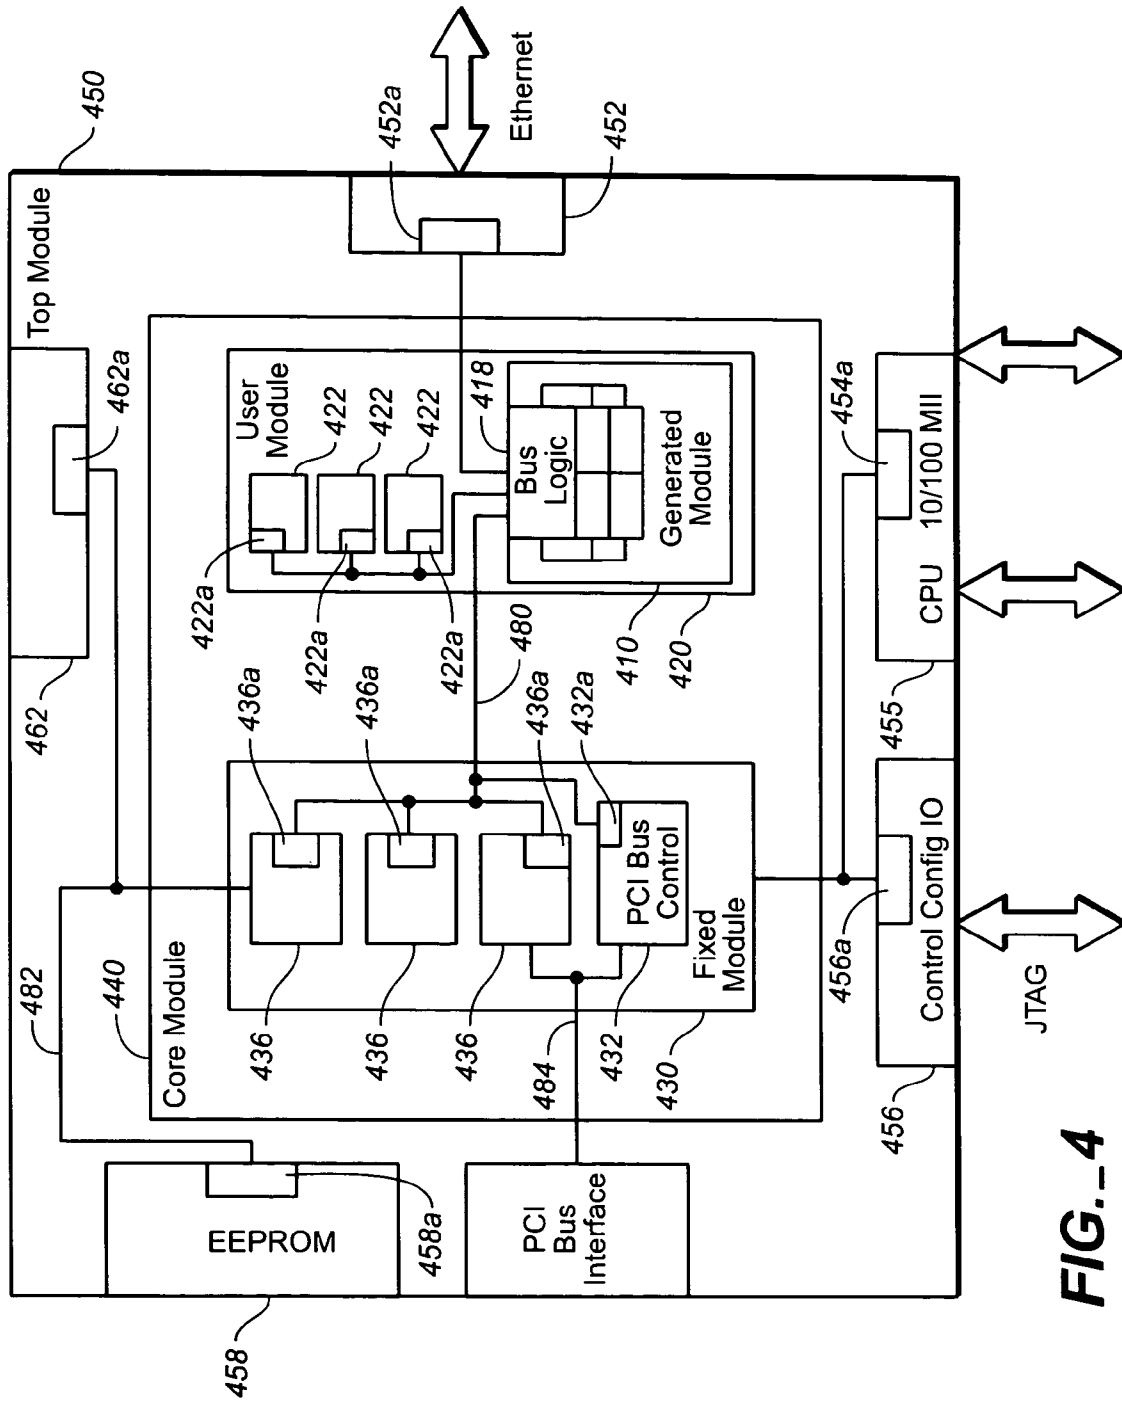 482
440
Core Module
462
462a
Top Module
450
458
EEPROM
458a
436
436
436
436a
436a
436a
432a
PCI Bus
Control
Fixed
Module
432
430
484
480
422a
422a
422a
User
Module
422
422
422
418
Bus
Logic
Generated
Module
410
420
452a
452
Ethernet
PCI
Bus
Interface
456a
Control Config IO
456
JTAG
455
CPU
10/100 MII
454a
FIG._4